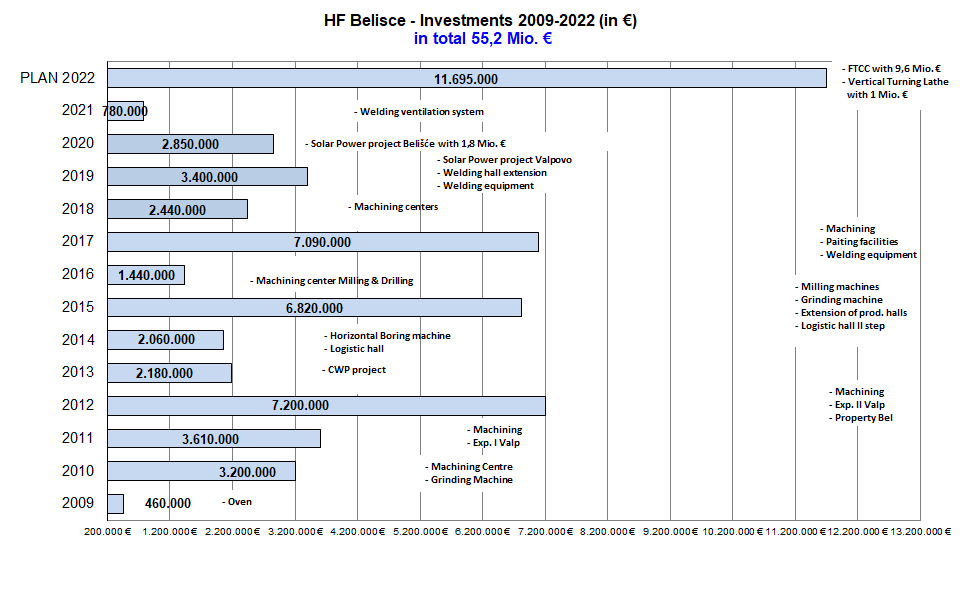 HF Belisce - Investments 2009-2022 (in €)
in total 55,2 Mio. €
PLAN 2022 11.695.000 - FTCC with 9,6 Mio. €
- Vertical Turning Lathe
with 1 Mio. €
2021 780.000 - Welding ventilation system
2020 2.850.000 - Solar Power project Belišće with 1,8 Mio. €
2019 3.400.000 - Solar Power project Valpovo
- Welding hall extension
- Welding equipment
2018 2.440.000 - Machining centers
2017 7.090.000 - Machining
- Paiting facilities
- Welding equipment
2016 1.440.000 - Machining center Milling & Drilling
2015 6.820.000 - Milling machines
- Grinding machine
- Extension of prod. halls
- Logistic hall II step
2014 2.060.000 - Horizontal Boring machine
- Logistic hall
2013 2.180.000 - CWP project
2012 7.200.000 - Machining
- Exp. II Valp
- Property Bel
2011 3.610.000 - Machining
- Exp. I Valp
2010 3.200.000 - Machining Centre
- Grinding Machine
2009 460.000 - Oven
200.000 € 1.200.000 € 2.200.000 € 3.200.000 € 4.200.000 € 5.200.000 € 6.200.000 € 7.200.000 € 8.200.000 € 9.200.000 € 10.200.000 € 11.200.000 € 12.200.000 € 13.200.000 €